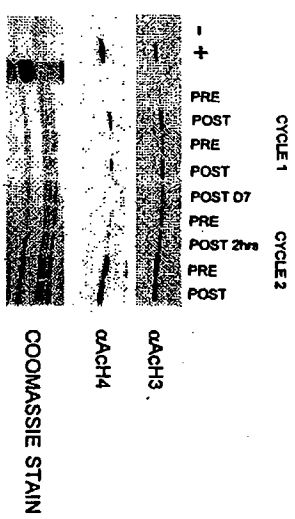 -
+
PRE
POST
PRE
POST
POST D7
PRE
POST 2hrs
PRE
POST
CYCLE 1
CYCLE 2
αAcH3
αAcH4
COOMASSIE STAIN